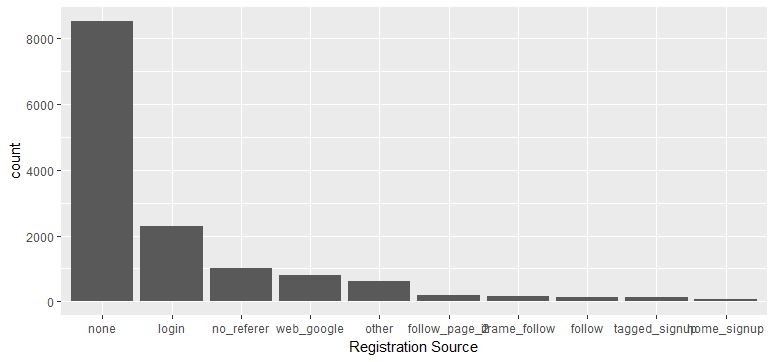 8000
6000
4000
2000
0
count
none login no_referer web_google other follow_page_2 frame_follow follow tagged_signup home_signup
Registration Source